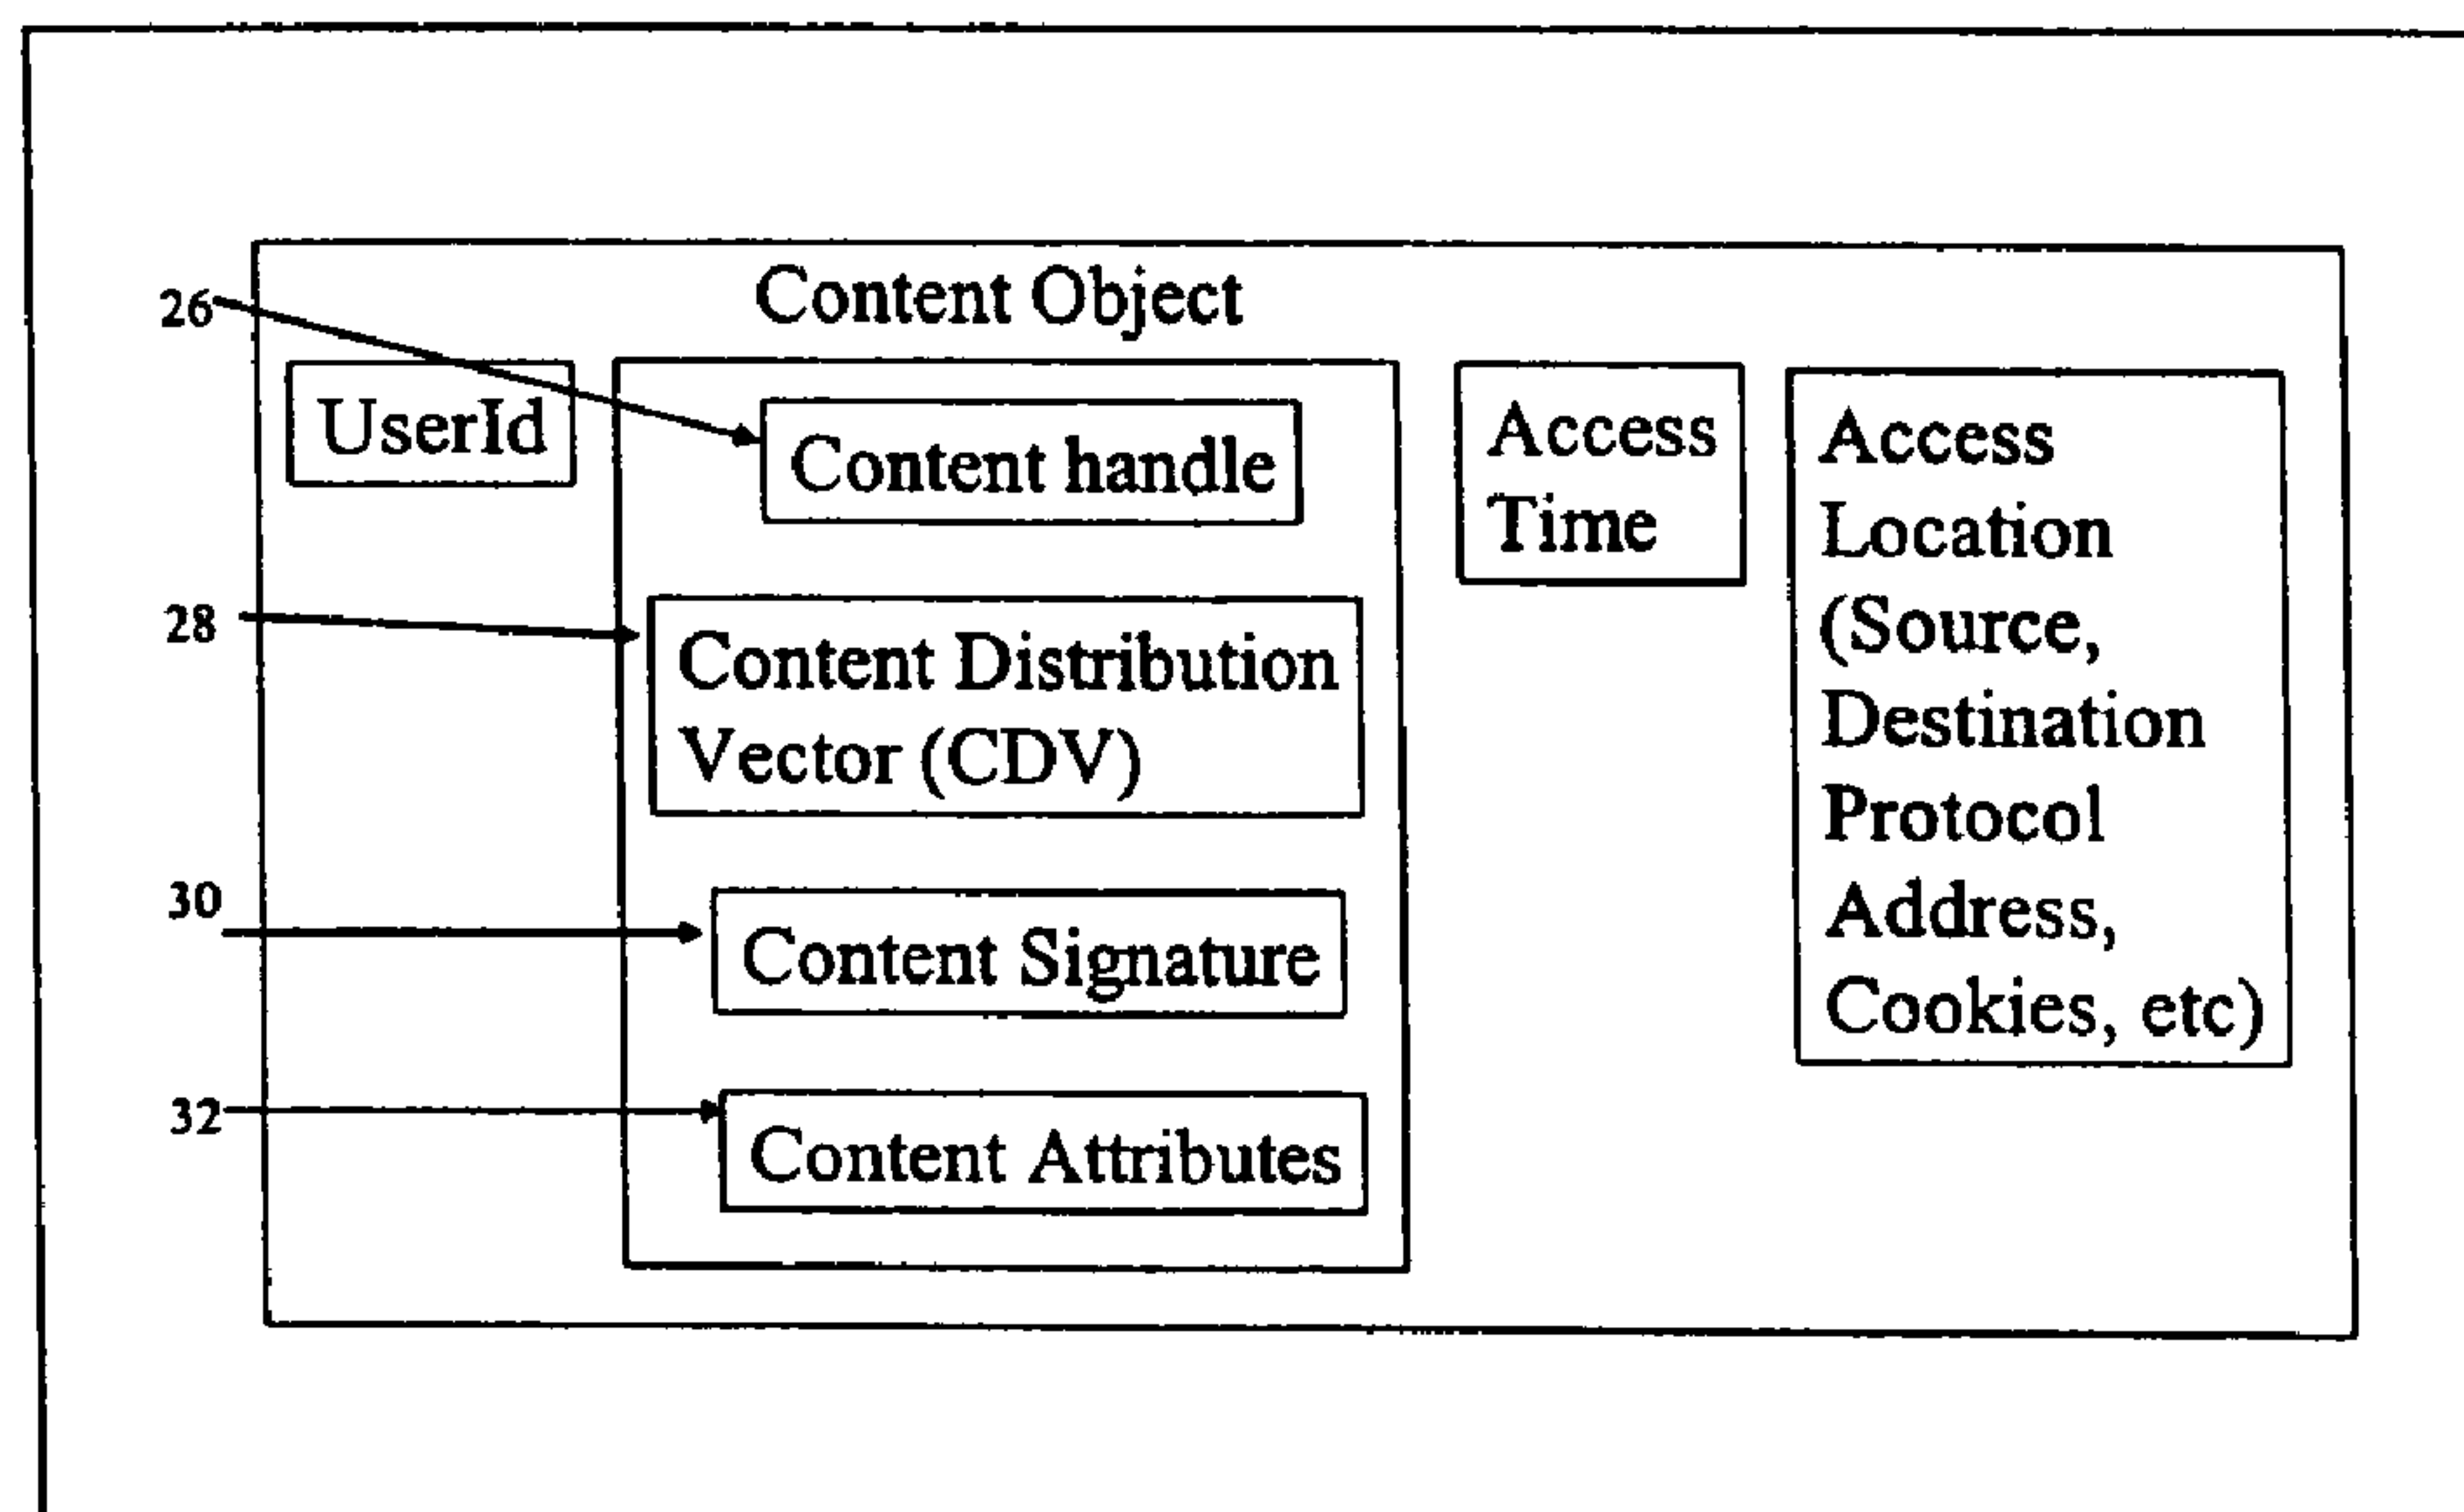 Content Object
26
UserId
Content handle
28
Content Distribution
Vector (CDV)
30
Content Signature
32
Content Attributes
Access
Time
Access
Location
(Source,
Destination
Protocol
Address,
Cookies, etc)